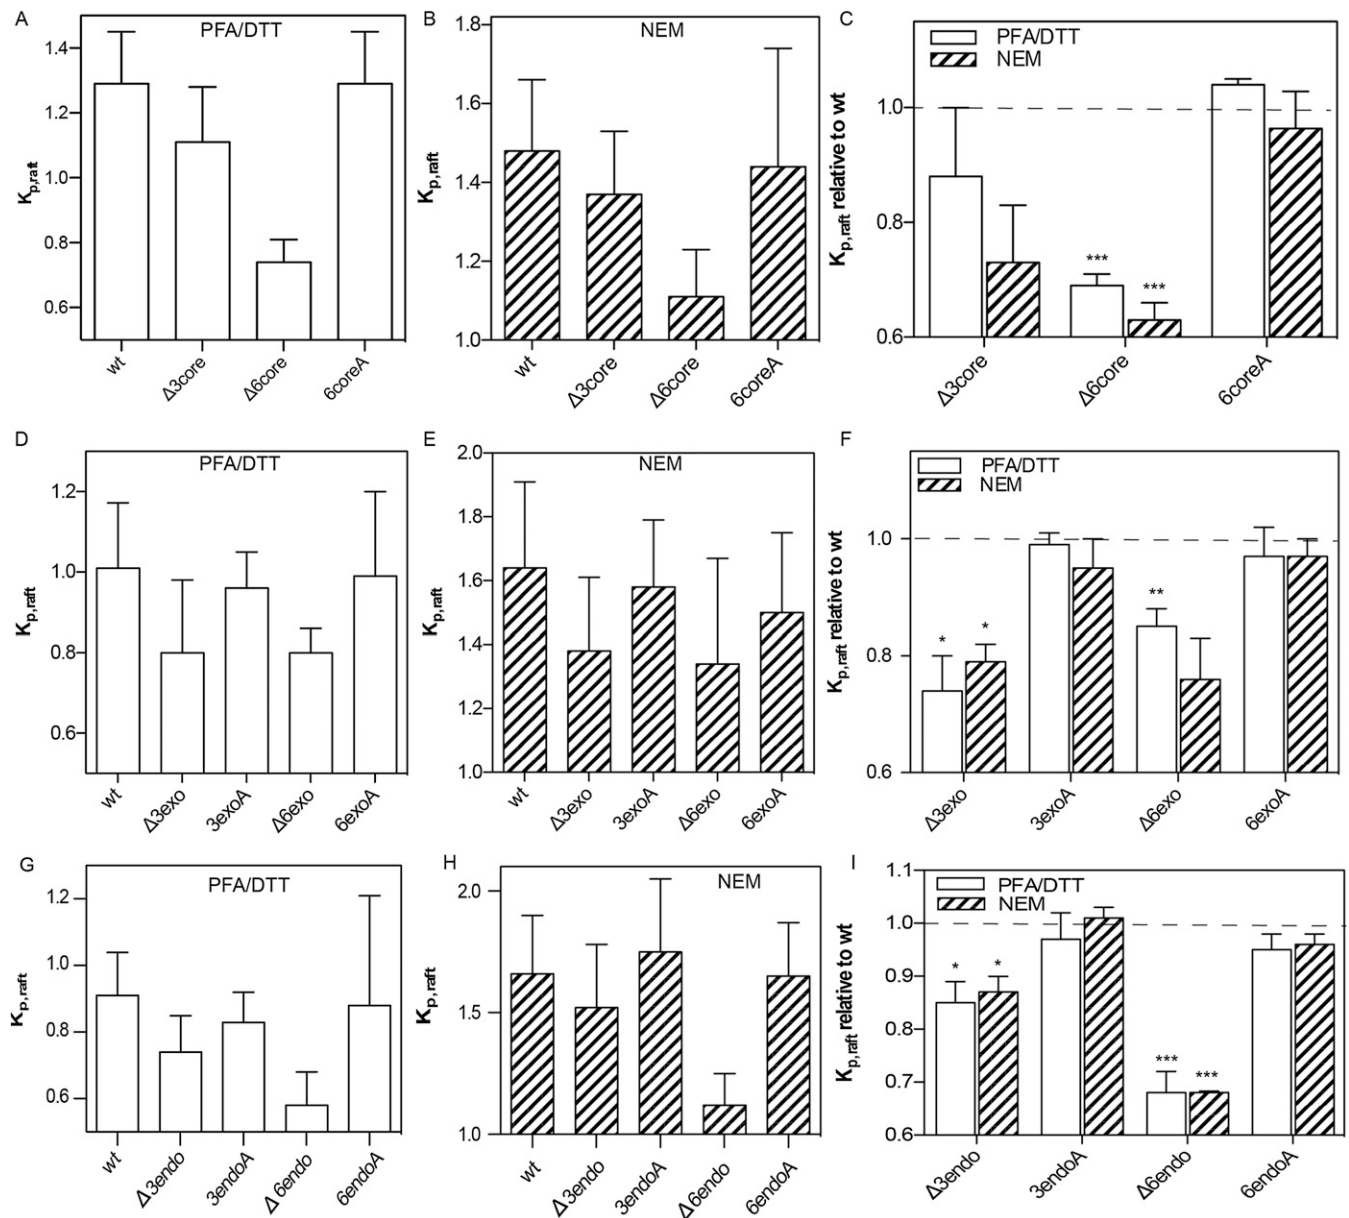 A
PFA/DTT
Kp,raft
1.4
1.2
1.0
0.8
0.6
wt
Δ3core
Δ6core
6coreA
B
NEM
Kp,raft
1.8
1.6
1.4
1.2
1.0
wt
Δ3core
Δ6core
6coreA
C
PFA/DTT
NEM
Kp,raft relative to wt
1.0
0.8
0.6
***
***
Δ3core
Δ6core
6coreA
D
PFA/DTT
Kp,raft
1.2
1.0
0.8
0.6
wt
Δ3exo
3exoA
Δ6exo
6exoA
E
NEM
Kp,raft
2.0
1.8
1.6
1.4
1.2
1.0
wt
Δ3exo
3exoA
Δ6exo
6exoA
F
PFA/DTT
NEM
Kp,raft relative to wt
1.0
0.8
0.6
*
*
**
Δ3exo
3exoA
Δ6exo
6exoA
G
PFA/DTT
Kp,raft
1.2
1.0
0.8
0.6
wt
Δ3endo
3endoA
Δ6endo
6endoA
H
NEM
Kp,raft
2.0
1.5
1.0
wt
Δ3endo
3endoA
Δ6endo
6endoA
I
PFA/DTT
NEM
Kp,raft relative to wt
1.1
1.0
0.9
0.8
0.7
0.6
*
*
***
***
Δ3endo
3endoA
Δ6endo
6endoA